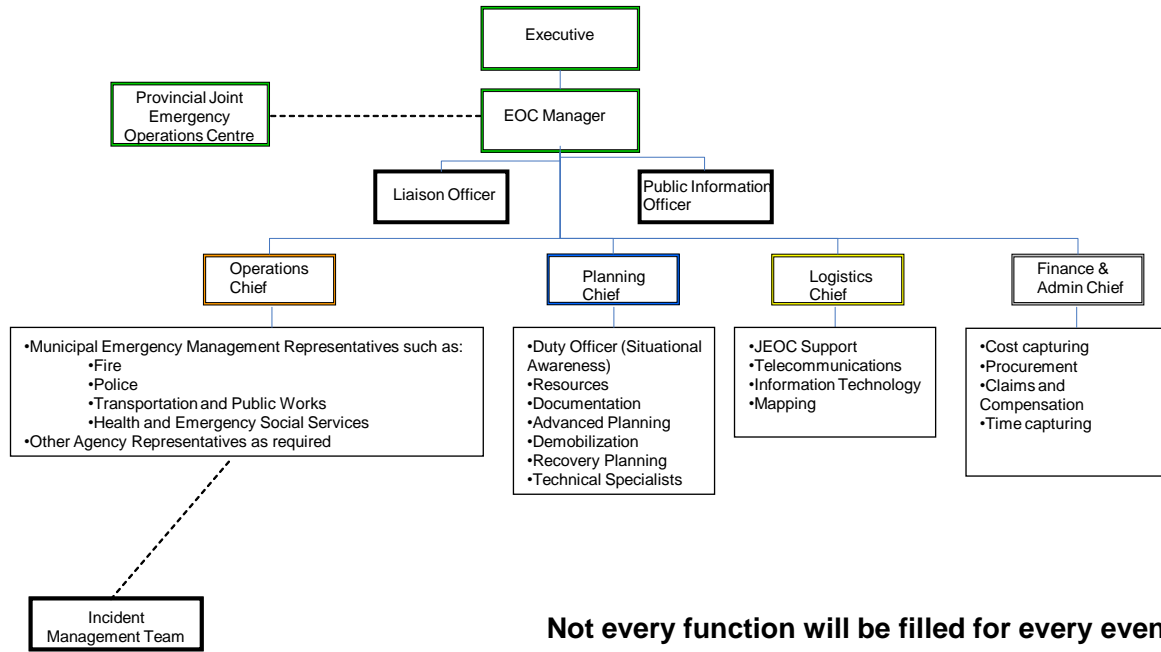 Executive
Provincial Joint
Emergency
Operations Centre
EOC Manager
Liaison Officer
Public Information
Officer
Operations
Chief
Planning
Chief
Logistics
Chief
Finance &
Admin Chief
•Municipal Emergency Management Representatives such as:
•Fire
•Police
•Transportation and Public Works
•Health and Emergency Social Services
•Other Agency Representatives as required
•Duty Officer (Situational
Awareness)
•Resources
•Documentation
•Advanced Planning
•Demobilization
•Recovery Planning
•Technical Specialists
•JEOC Support
•Telecommunications
•Information Technology
•Mapping
•Cost capturing
•Procurement
•Claims and
Compensation
•Time capturing
Incident
Management Team
Not every function will be filled for every even